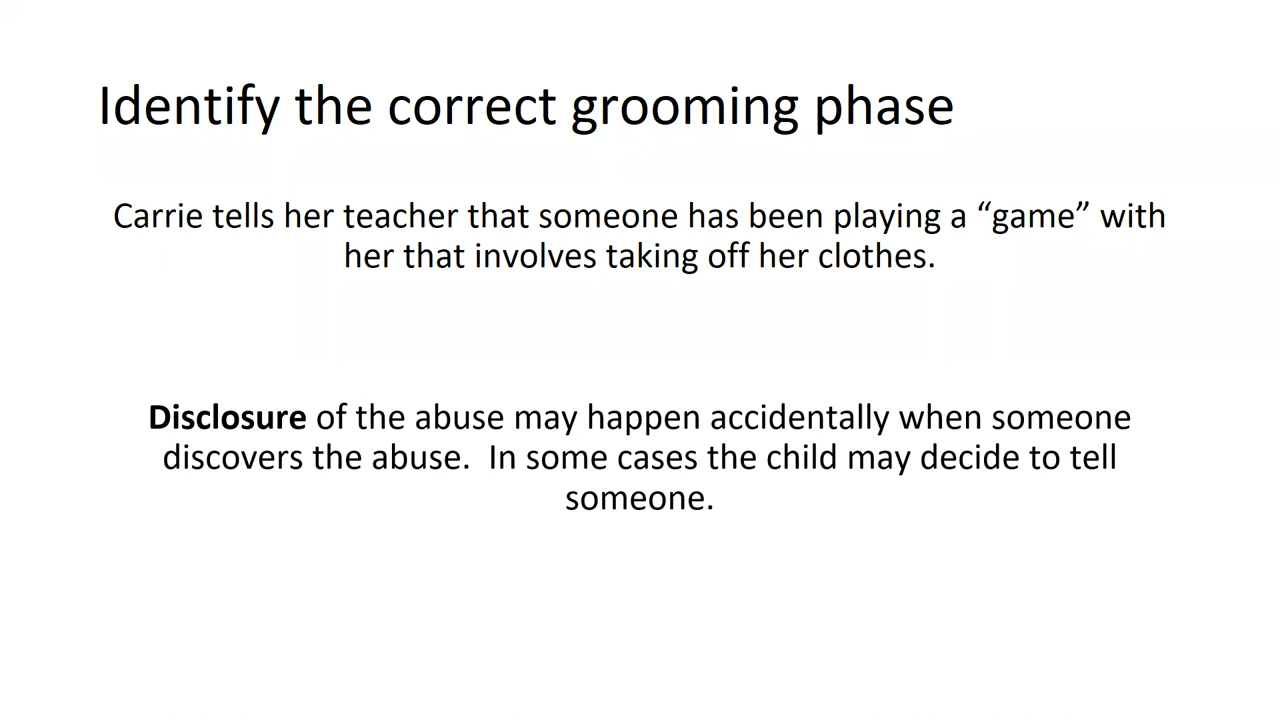 Identify the correct grooming phase
Carrie tells her teacher that someone has been playing a “game” with
her that involves taking off her clothes.
Disclosure of the abuse may happen accidentally when someone
discovers the abuse.  In some cases the child may decide to tell
someone.